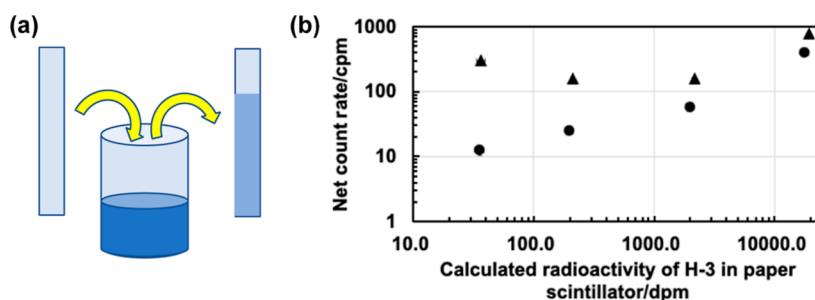 (a)
(b)
Net count rate/cpm
1000
100
10
1
10.0
100.0
1000.0
10000.0
Calculated radioactivity of H-3 in paper
scintillator/dpm